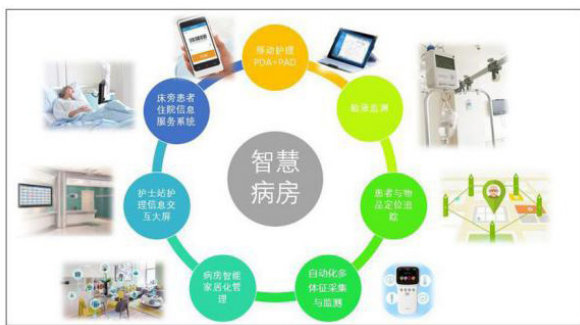 移动护理
PDA+PAD
输液监测
患者与物
品定位追
踪
自动化多
体征采集
与监测
病房智能
家居化管
理
护士站护
理信息交
互大屏
床旁患者
住院信息
服务系统
智慧
病房